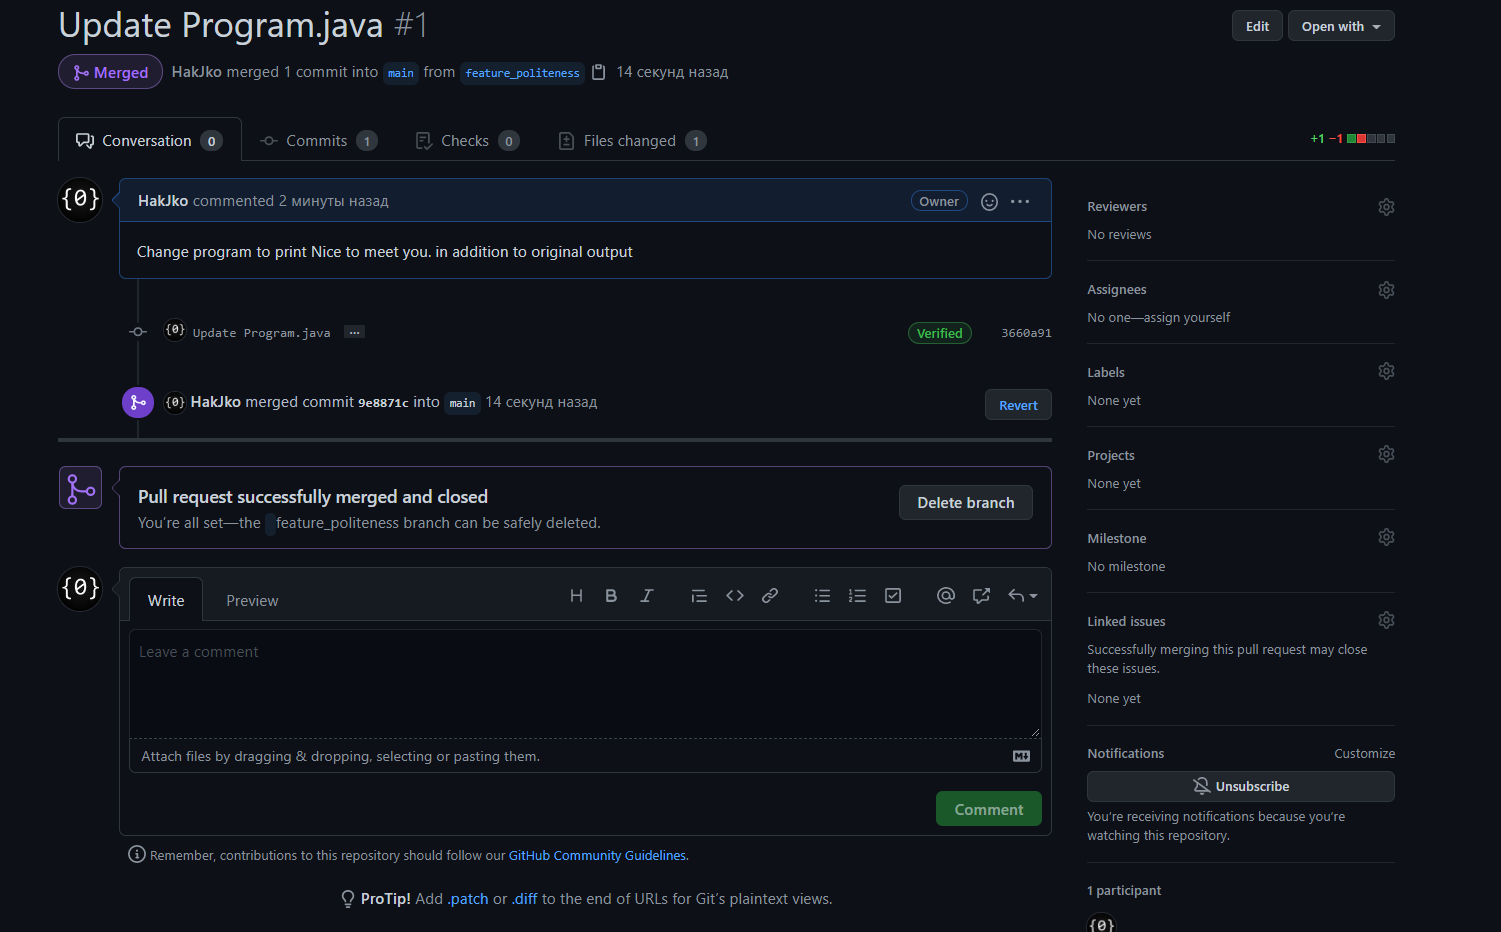 Update Program.java #1
Edit
Open with
Merged
HakJko merged 1 commit into main from feature_politeness 14 секунд назад
Conversation 0
Commits 1
Checks 0
Files changed 1
+1 −1
{0}
HakJko commented 2 минуты назад
Owner
Change program to print Nice to meet you. in addition to original output
{0} Update Program.java ...
Verified
3660a91
{0} HakJko merged commit 9e8871c into main 14 секунд назад
Revert
Pull request successfully merged and closed
You're all set—the feature_politeness branch can be safely deleted.
Delete branch
{0}
Write
Preview
H B I
Leave a comment
Attach files by dragging & dropping, selecting or pasting them.
Comment
Remember, contributions to this repository should follow our GitHub Community Guidelines.
ProTip! Add .patch or .diff to the end of URLs for Git's plaintext views.
Reviewers
No reviews
Assignees
No one—assign yourself
Labels
None yet
Projects
None yet
Milestone
No milestone
Linked issues
Successfully merging this pull request may close
these issues.
None yet
Notifications
Customize
Unsubscribe
You're receiving notifications because you're
watching this repository.
1 participant
{0}